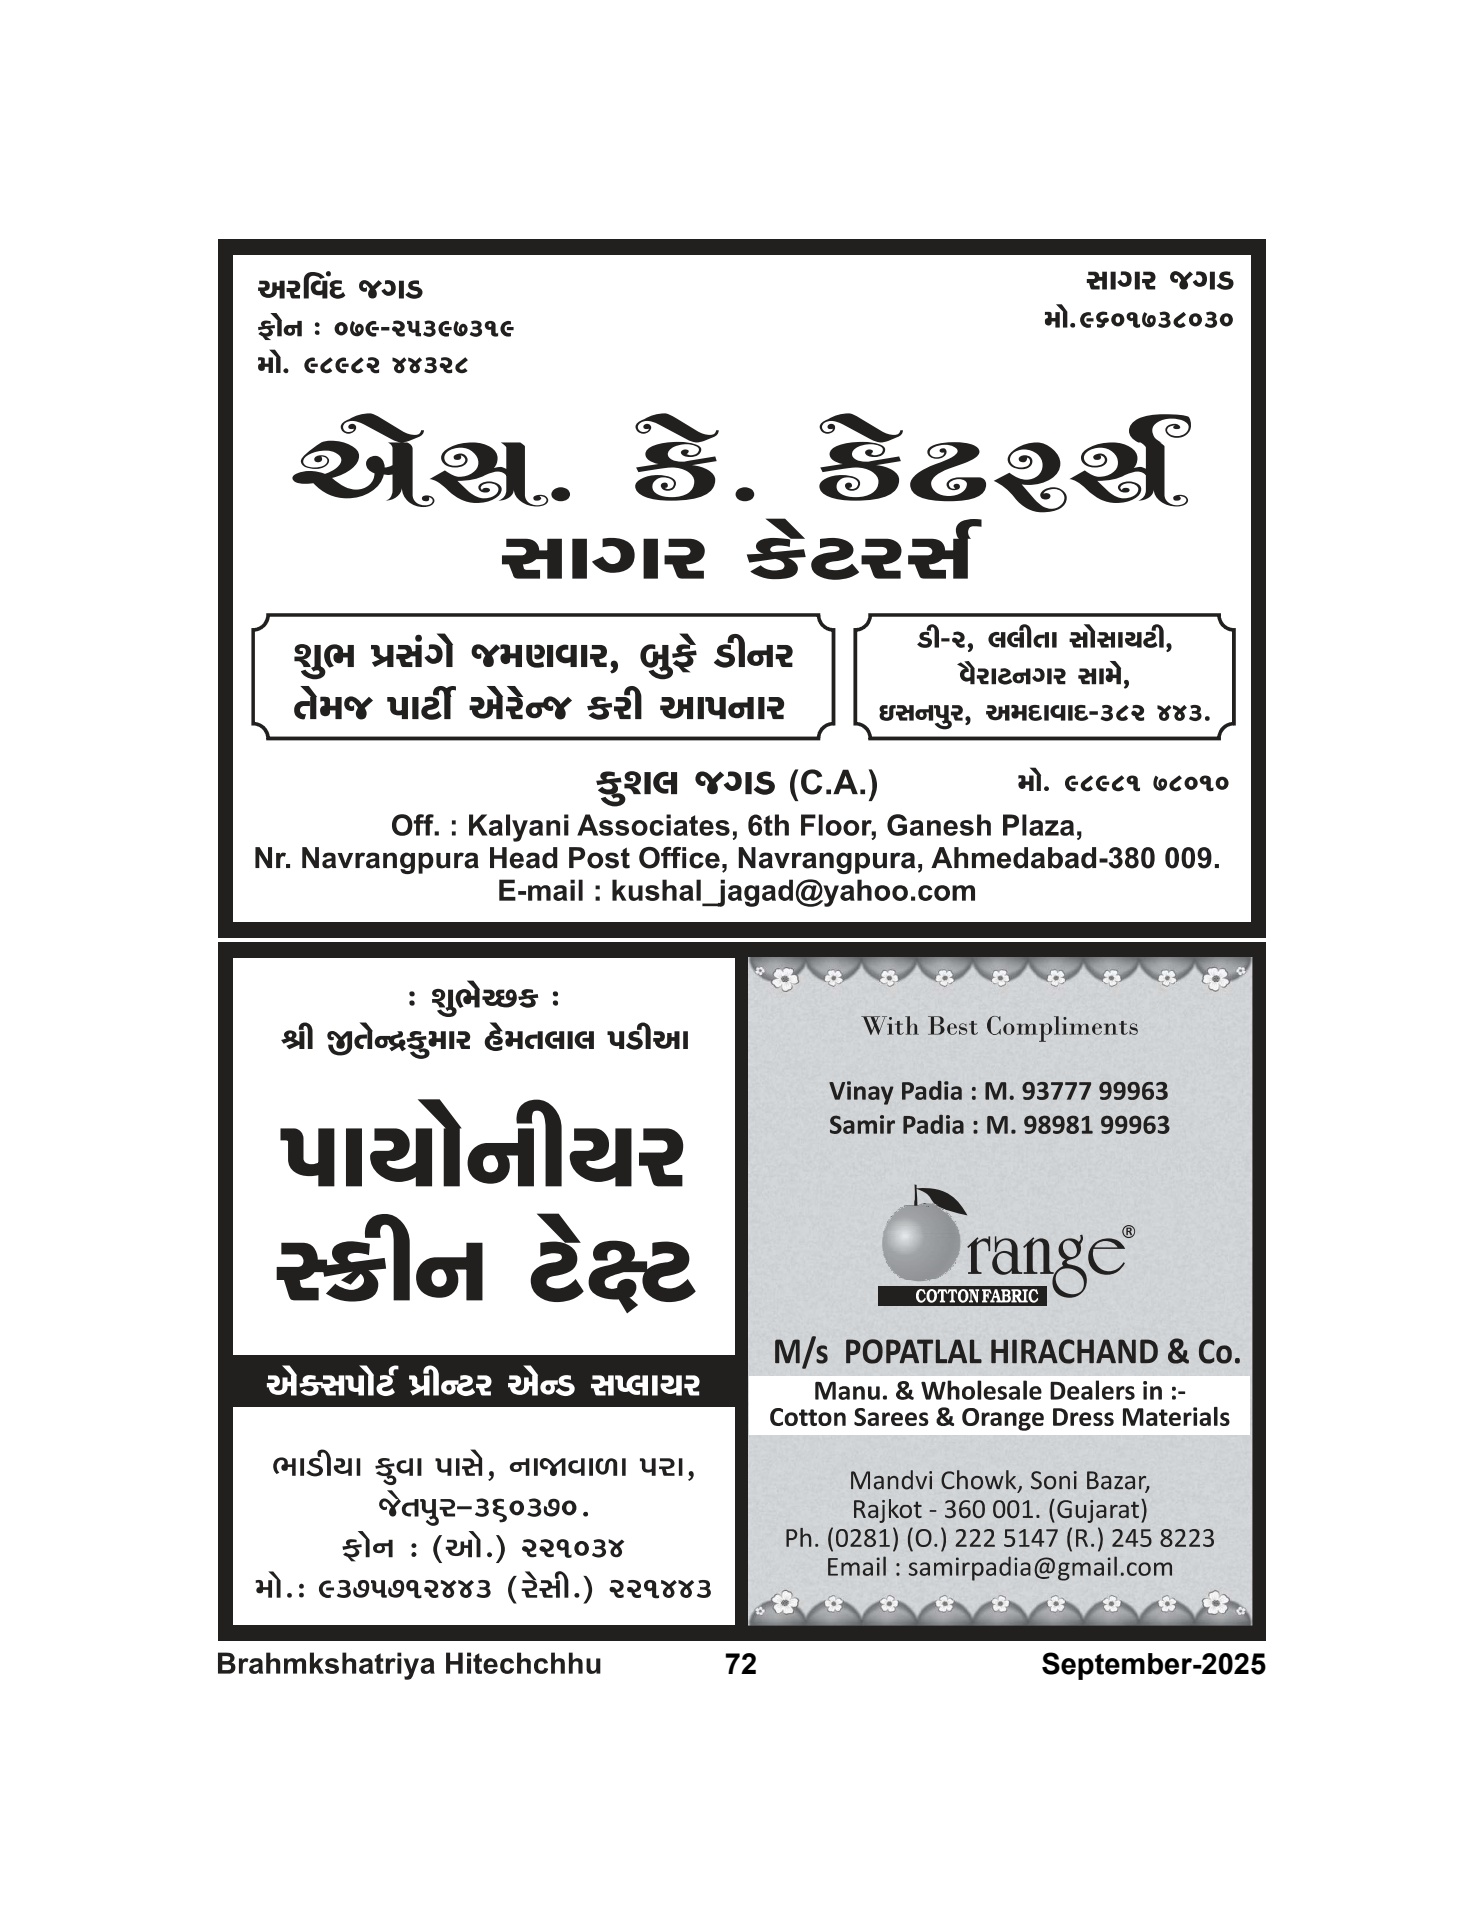 અરવિંદ જગડ
ફોન : ૦૭૯-૨૫૩૯૭૩૧૯
મો. ૯૮૯૮૨ ૪૪૩૨૮
સાગર જગડ
મો.૯૬૦૧૭૩૮૦૩૦
એસ. કે. કેટરર્સ
સાગર કેટરર્સ
શુભ પ્રસંગે જમણવાર, બુફે ડીનર
તેમજ પાર્ટી એરેન્જ કરી આપનાર
ડી-૨, લલીતા સોસાયટી,
વૈરાટનગર સામે,
ઇસનપુર, અમદાવાદ-૩૮૨ ૪૪૩.
કુશલ જગડ (C.A.)
મો. ૯૮૯૮૧ ૭૮૦૧૦
Off. : Kalyani Associates, 6th Floor, Ganesh Plaza,
Nr. Navrangpura Head Post Office, Navrangpura, Ahmedabad-380 009.
E-mail : kushal_jagad@yahoo.com
: શુભેચ્છક :
શ્રી જીતેન્દ્રકુમાર હેમતલાલ પડીઆ
પાયોનીયર
સ્ક્રીન ટેક્ષ્ટ
એક્સપોર્ટ પ્રીન્ટર એન્ડ સપ્લાયર
ભાડીયા કુવા પાસે, નાજાવાળા પરા,
જેતપુર–૩૬૦૩૭૦.
ફોન : (ઓ.) ૨૨૧૦૩૪
મો.: ૯૩૭૫૭૧૨૪૪૩ (રેસી.) ૨૨૧૪૪૩
With Best Compliments
Vinay Padia : M. 93777 99963
Samir Padia : M. 98981 99963
Orange®
COTTON FABRIC
M/s POPATLAL HIRACHAND & Co.
Manu. & Wholesale Dealers in :-
Cotton Sarees & Orange Dress Materials
Mandvi Chowk, Soni Bazar,
Rajkot - 360 001. (Gujarat)
Ph. (0281) (O.) 222 5147 (R.) 245 8223
Email : samirpadia@gmail.com
Brahmkshatriya Hitechchhu 72 September-2025